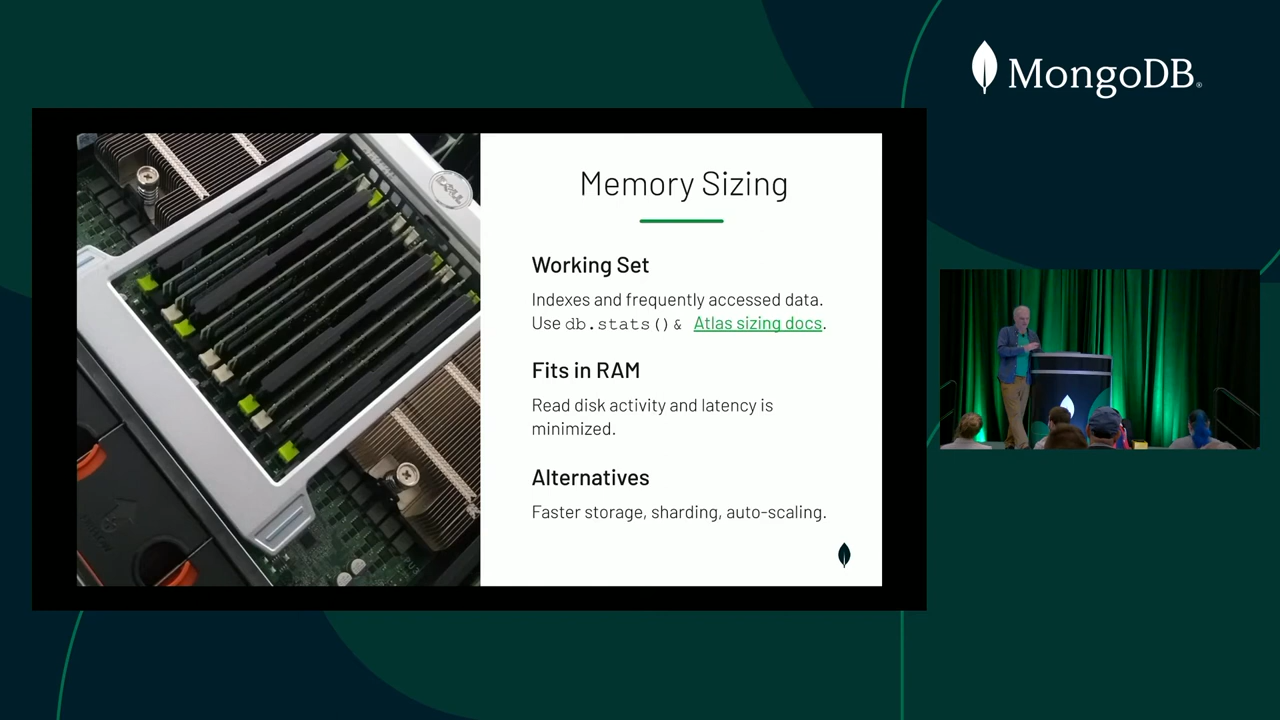 MongoDB®
Memory Sizing
Working Set
Indexes and frequently accessed data.
Use db.stats() & Atlas sizing docs.
Fits in RAM
Read disk activity and latency is
minimized.
Alternatives
Faster storage, sharding, auto-scaling.
DELL